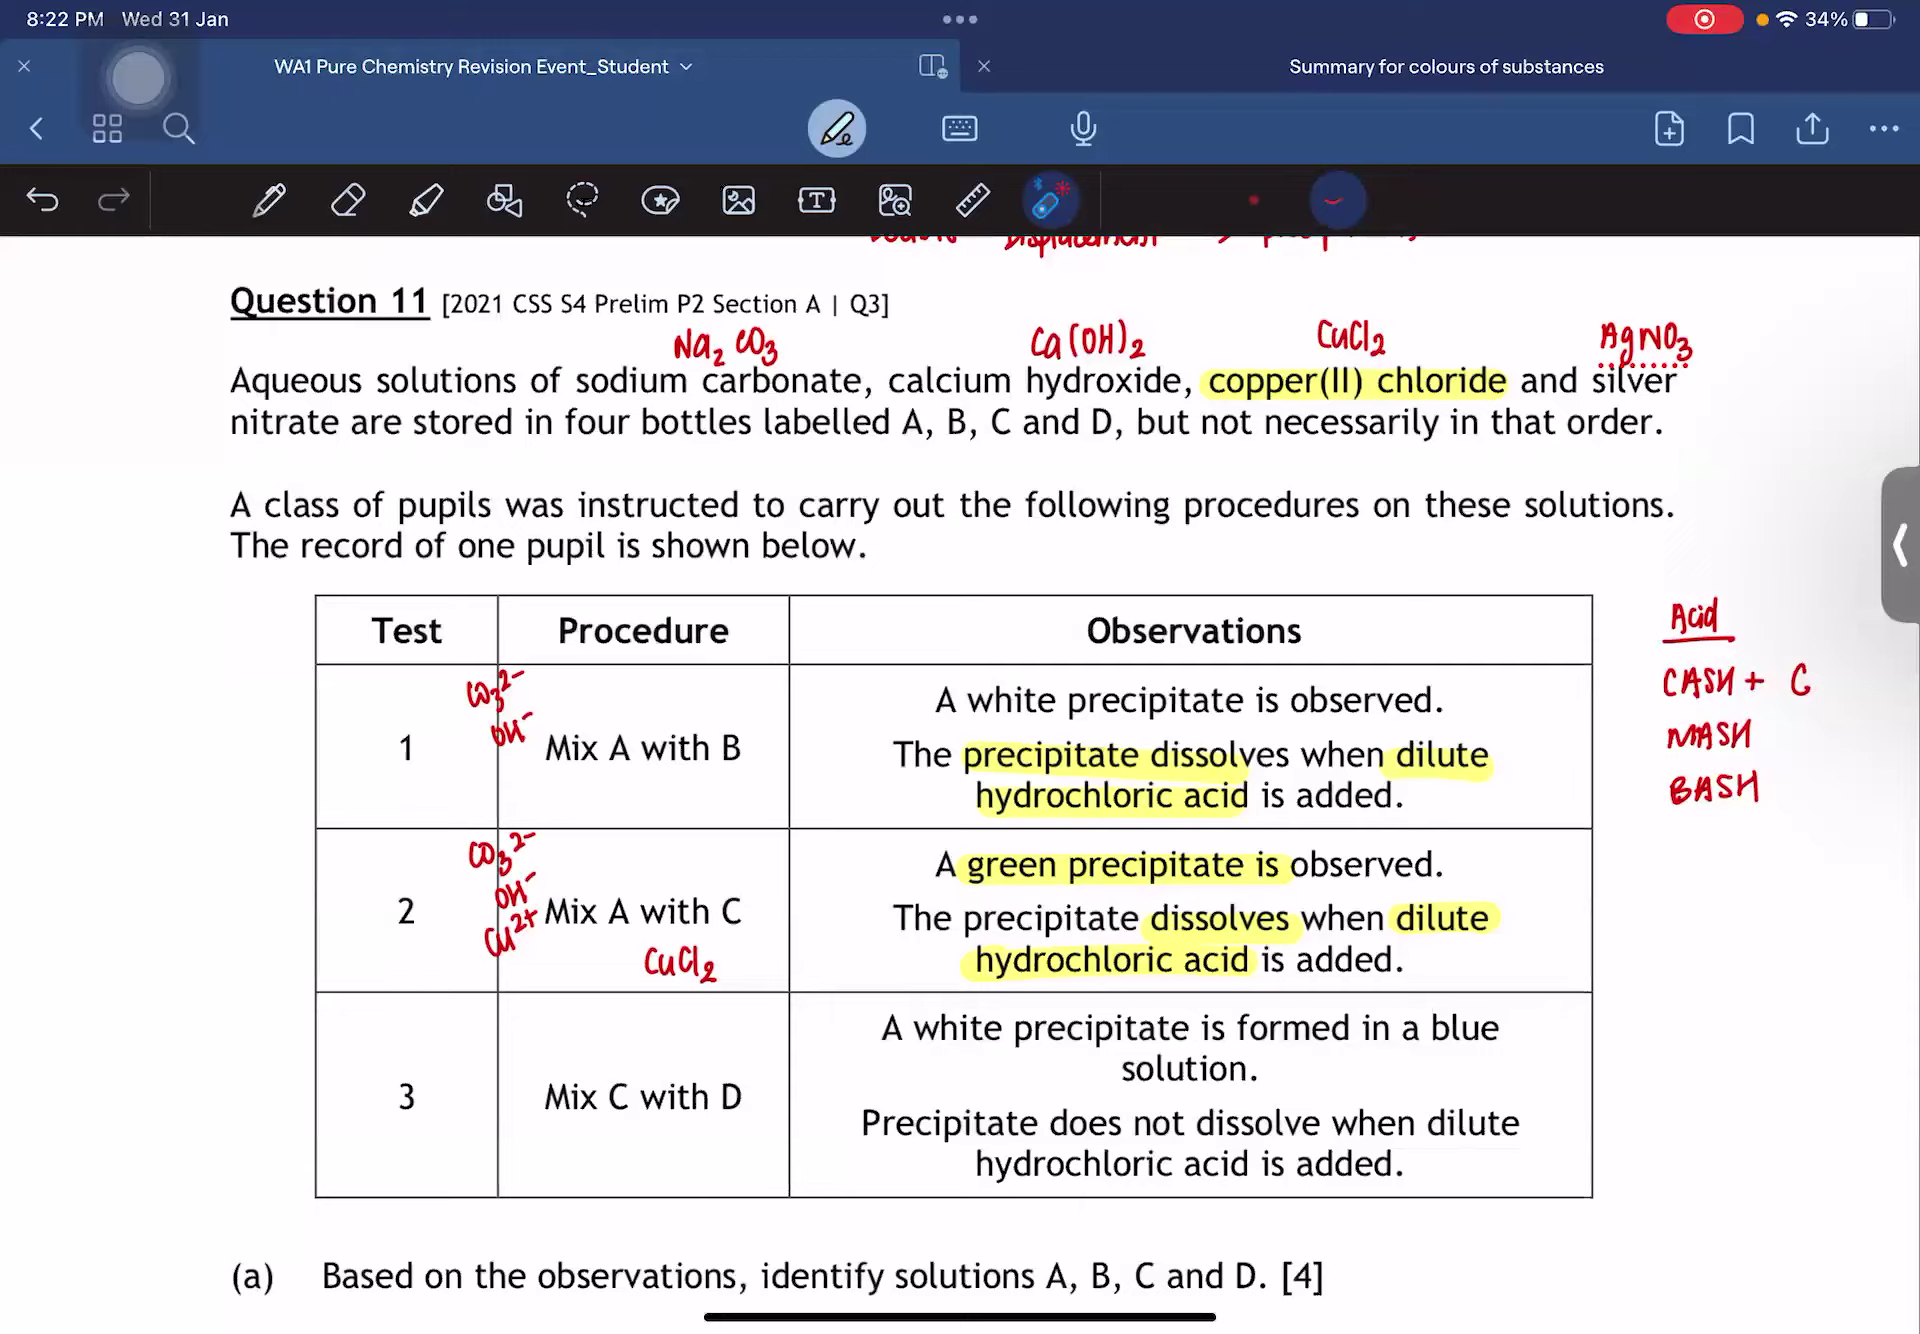 8:22 PM Wed 31 Jan
34%
WA1 Pure Chemistry Revision Event_Student
Summary for colours of substances
Displacement
Question 11 [2021 CSS S4 Prelim P2 Section A | Q3]
Na₂CO₃ Ca(OH)₂ CuCl₂ AgNO₃
Aqueous solutions of sodium carbonate, calcium hydroxide, copper(II) chloride and silver
nitrate are stored in four bottles labelled A, B, C and D, but not necessarily in that order.
A class of pupils was instructed to carry out the following procedures on these solutions.
The record of one pupil is shown below.
Test Procedure Observations
1
CO₃²⁻
OH⁻
Mix A with B
A white precipitate is observed.
The precipitate dissolves when dilute
hydrochloric acid is added.
2
CO₃²⁻
OH⁻
Cu²⁺
Mix A with C
CuCl₂
A green precipitate is observed.
The precipitate dissolves when dilute
hydrochloric acid is added.
3
Mix C with D
A white precipitate is formed in a blue
solution.
Precipitate does not dissolve when dilute
hydrochloric acid is added.
Acid
CASH + C
MASH
BASH
(a) Based on the observations, identify solutions A, B, C and D. [4]